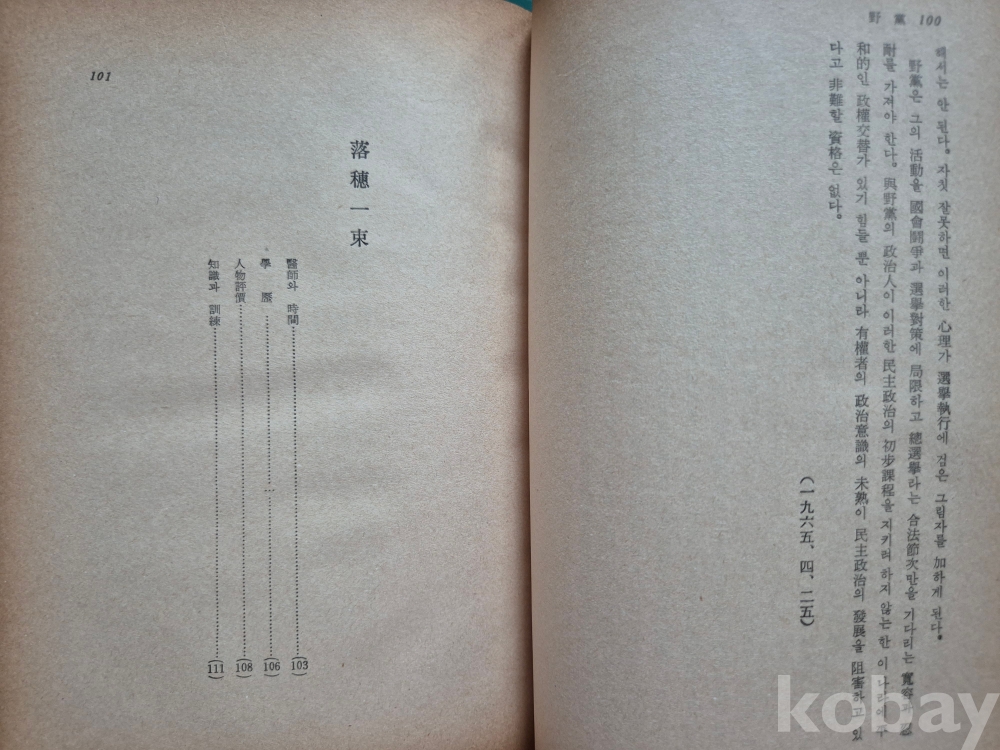 野黨 100
해서는 안 된다. 자칫 잘못하면 이러한 心理가 選擧執行에 검은 그림자를 加하게 된다.
野黨은 그의 活動을 國會鬪爭과 選擧對策에 局限하고 總選擧라는 合法節次만을 기다리는 寬容과 忍
耐를 가져야 한다. 與野黨의 政治人이 이러한 民主政治의 初步課程을 지키려 하지 않는 한 이 나라에
和的인 政權交替가 있기 힘들 뿐 아니라 有權者의 政治意識의 未熟이 民主政治의 發展을 阻害하고 있
다고 非難할 資格은 없다.
(一九六五、四、二五)
101
落穗一束
醫師와 時間 (103)
學歷 (106)
人物評價 (108)
知識과 訓練 (111)
kobay